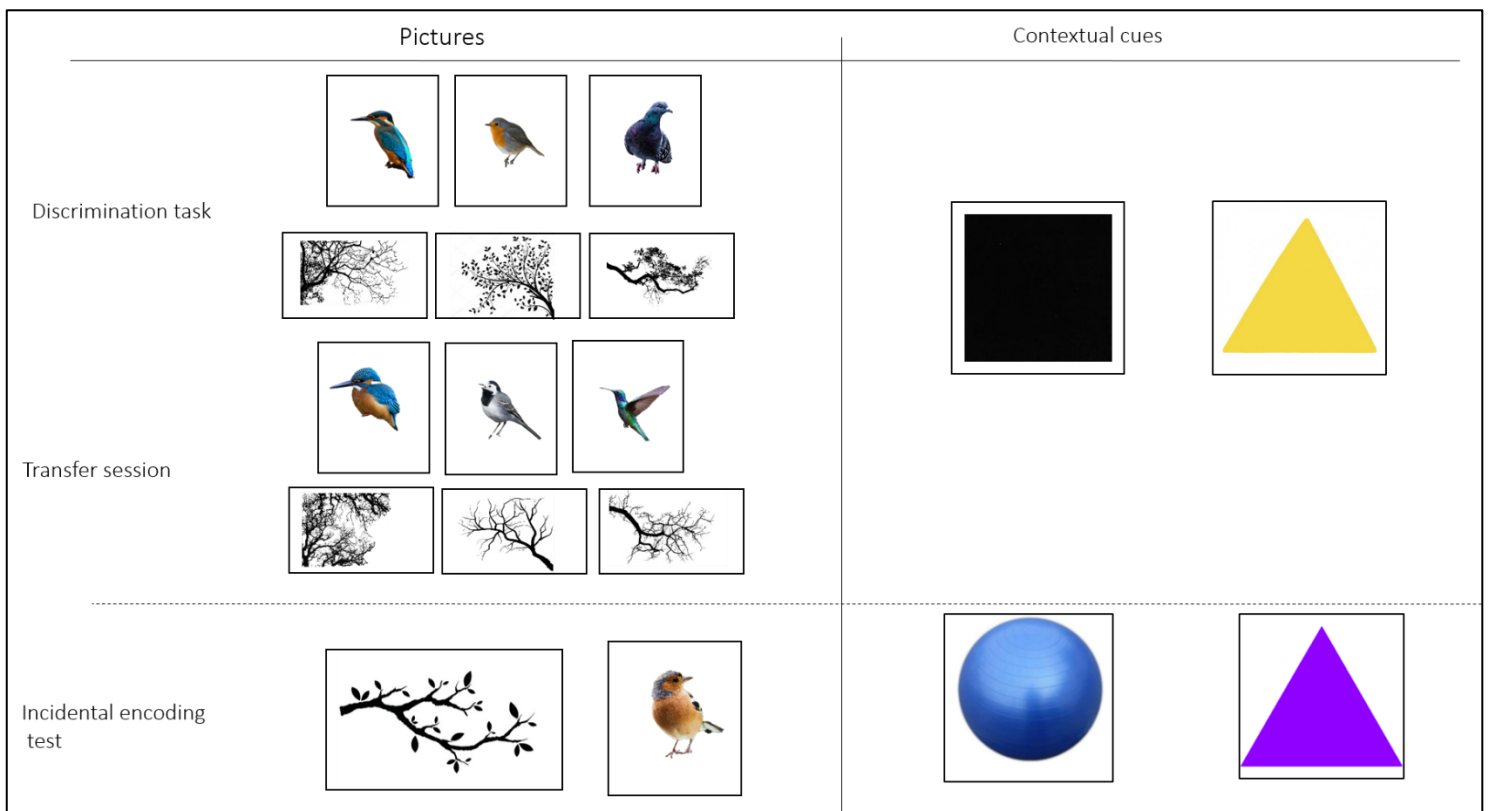 Pictures
Contextual cues
Discrimination task
Transfer session
Incidental encoding
test